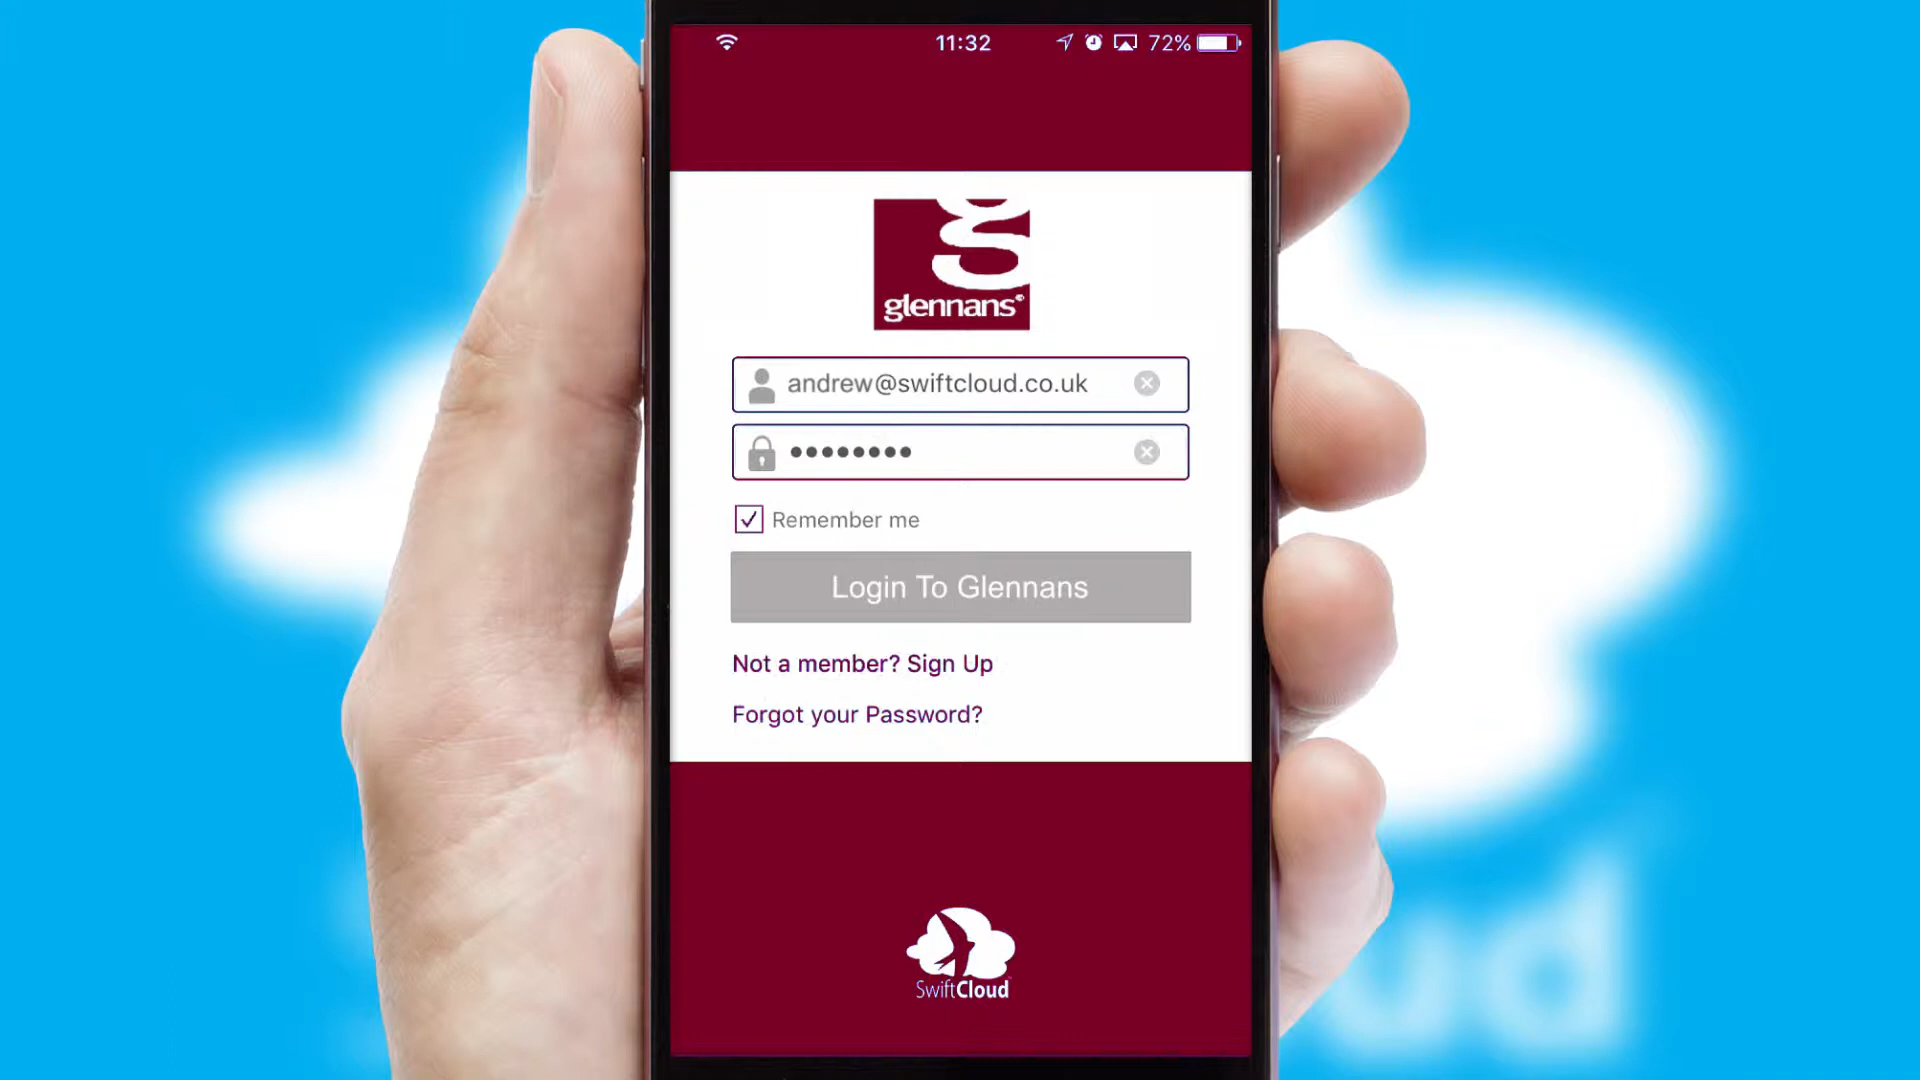 11:32
72%
glennans®
andrew@swiftcloud.co.uk
••••••••
Remember me
Login To Glennans
Not a member? Sign Up
Forgot your Password?
SwiftCloud
ud